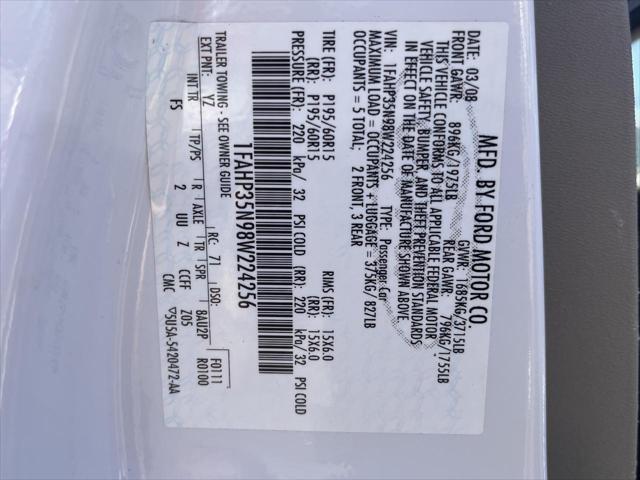 MFD. BY FORD MOTOR CO.
DATE: 03/08 GVWR: 1685KG/3715LB
FRONT GAWR: 896KG/1975LB REAR GAWR: 796KG/1755LB
THIS VEHICLE CONFORMS TO ALL APPLICABLE FEDERAL MOTOR
VEHICLE SAFETY, BUMPER, AND THEFT PREVENTION STANDARDS
IN EFFECT ON THE DATE OF MANUFACTURE SHOWN ABOVE.
VIN: 1FAHP35N98W224256 TYPE: Passenger Car
MAXIMUM LOAD = OCCUPANTS + LUGGAGE = 375KG/ 827LB
OCCUPANTS = 5 TOTAL; 2 FRONT, 3 REAR
TIRE (FR): P195/60R15 RIMS (FR): 15X6.0
(RR): P195/60R15 (RR): 15X6.0
PRESSURE (FR): 220 kPa/ 32 PSI COLD (RR): 220 kPa/ 32 PSI COLD
1FAHP35N98W224256
TRAILER TOWING - SEE OWNER GUIDE
F0111
R0100
EXT PNT: YZ RC: 71 DSO:
INT TR TP/PS R AXLE TR SPR BAU2P
FS 2 UU Z CCFF Z05
CMC ▽5U5A-5420472-AA